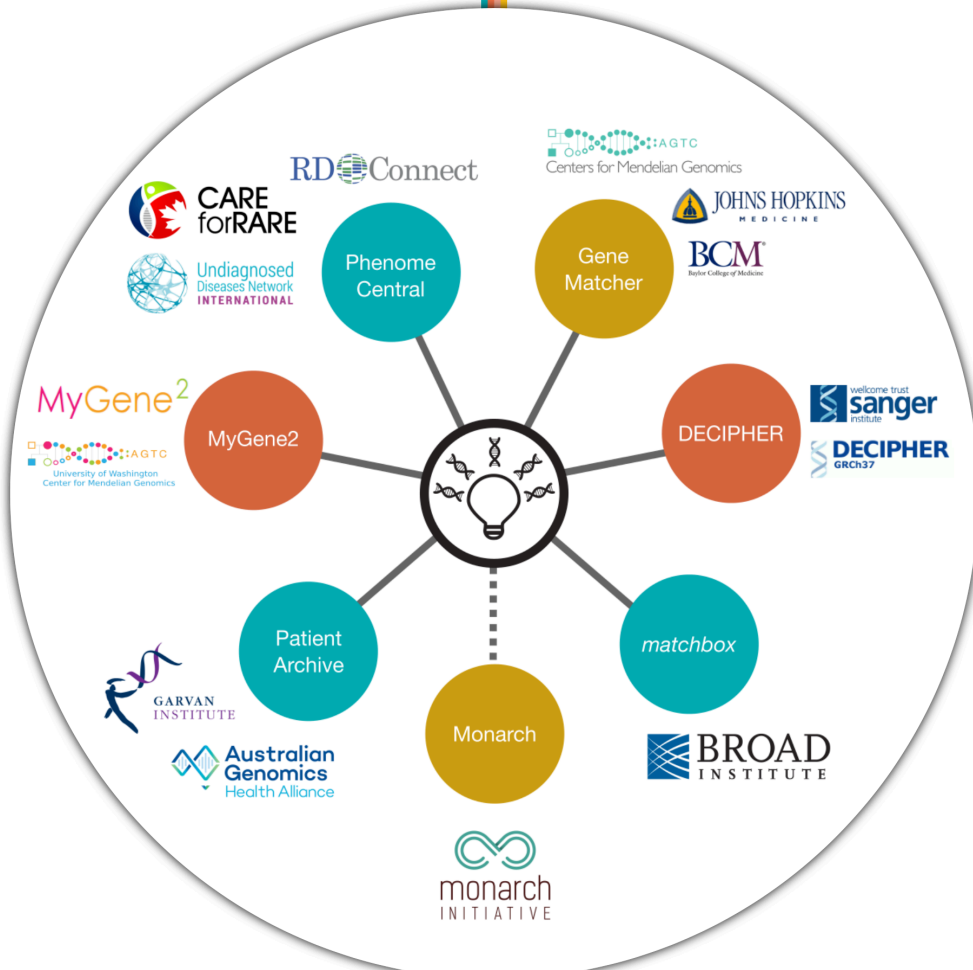 RD Connect
CARE
forRARE
Undiagnosed
Diseases Network
INTERNATIONAL
Phenome
Central
AGTC
Centers for Mendelian Genomics
JOHNS HOPKINS
MEDICINE
BCM®
Baylor College of Medicine
Gene
Matcher
MyGene2
AGTC
University of Washington
Center for Mendelian Genomics
MyGene2
DECIPHER
wellcome trust
sanger
institute
DECIPHER
GRCh37
Patient
Archive
GARVAN
INSTITUTE
Australian
Genomics
Health Alliance
Monarch
monarch
INITIATIVE
matchbox
BROAD
INSTITUTE